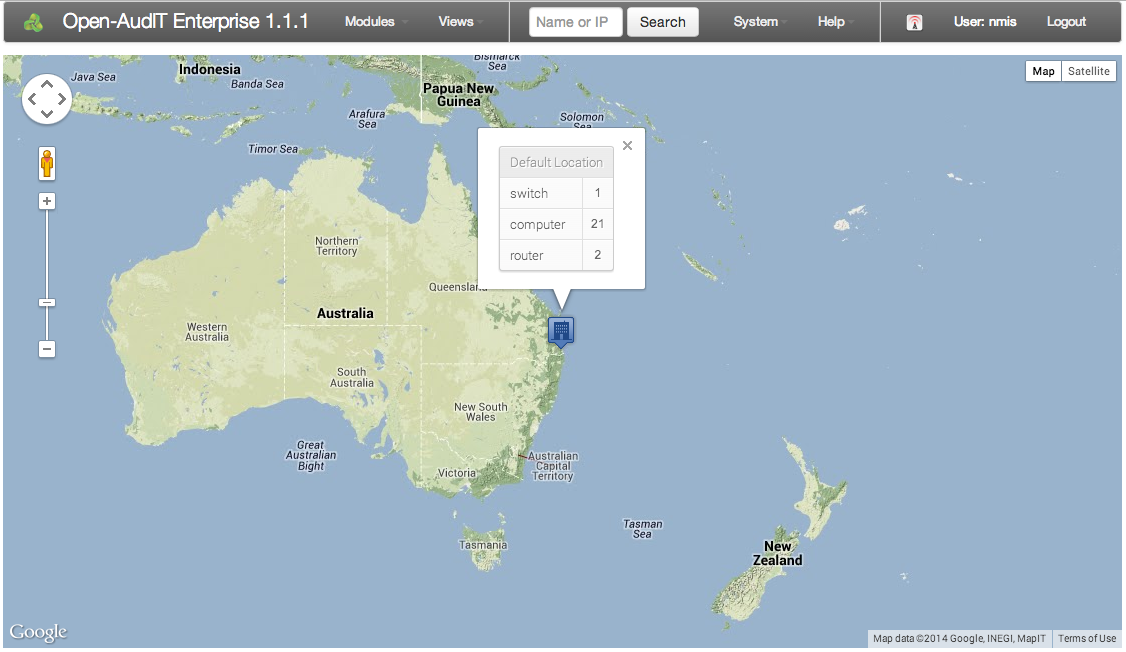 Open-AudIT Enterprise 1.1.1 Modules Views Name or IP Search System Help User: nmis Logout
Bismarck
Sea
Java Sea
Indonesia
Banda Sea
Papua New
Guinea
Arafura
Sea
Solomon
Sea
Timor Sea
Map Satellite
Default Location
switch 1
computer 21
router 2
Northern
Territory
Queensland
Australia
Western
Australia
South
Australia
New South
Wales
Great
Australian
Bight
Victoria
Australian
Capital
Territory
Tasmania
Tasman
Sea
New
Zealand
Google
Map data ©2014 Google, INEGI, MapIT Terms of Use